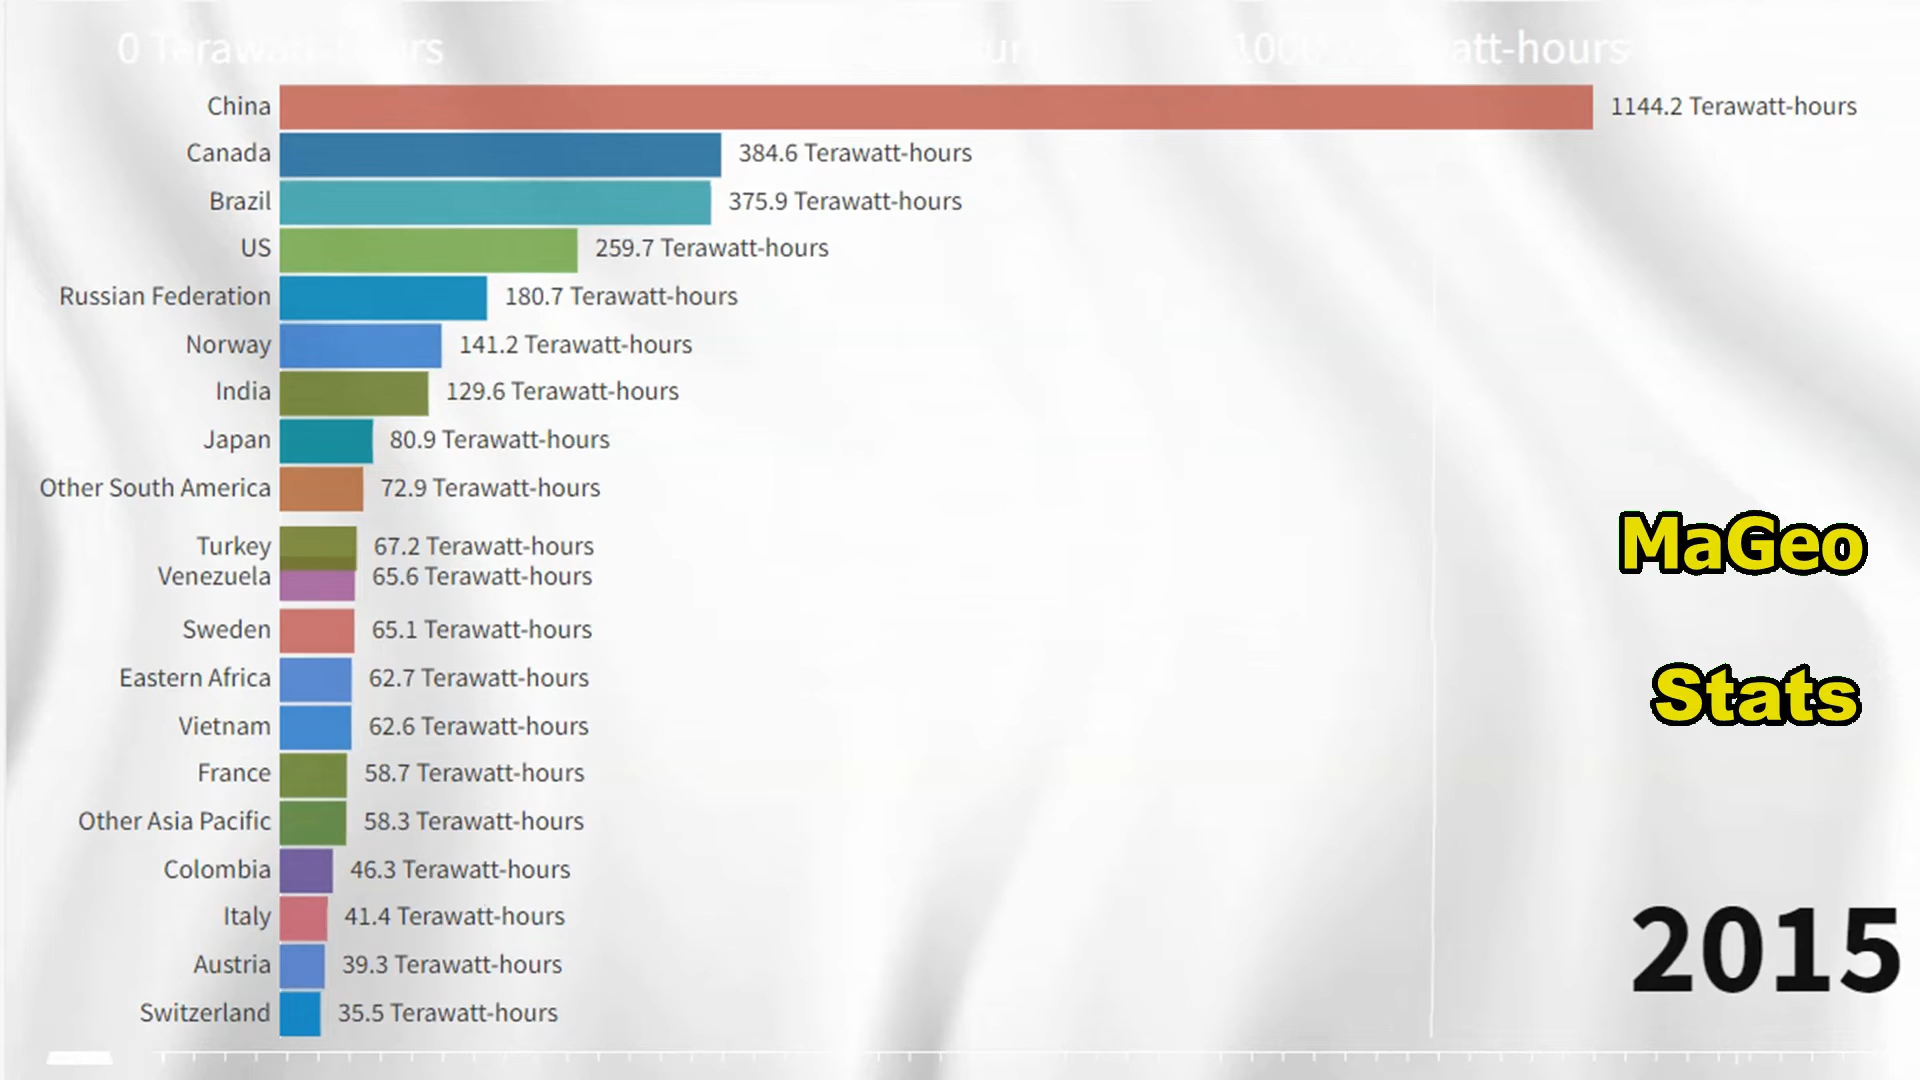 0 Terawatt-hours
China 1144.2 Terawatt-hours
Canada 384.6 Terawatt-hours
Brazil 375.9 Terawatt-hours
US 259.7 Terawatt-hours
Russian Federation 180.7 Terawatt-hours
Norway 141.2 Terawatt-hours
India 129.6 Terawatt-hours
Japan 80.9 Terawatt-hours
Other South America 72.9 Terawatt-hours
Turkey 67.2 Terawatt-hours
Venezuela 65.6 Terawatt-hours
Sweden 65.1 Terawatt-hours
Eastern Africa 62.7 Terawatt-hours
Vietnam 62.6 Terawatt-hours
France 58.7 Terawatt-hours
Other Asia Pacific 58.3 Terawatt-hours
Colombia 46.3 Terawatt-hours
Italy 41.4 Terawatt-hours
Austria 39.3 Terawatt-hours
Switzerland 35.5 Terawatt-hours
MaGeo
Stats
2015